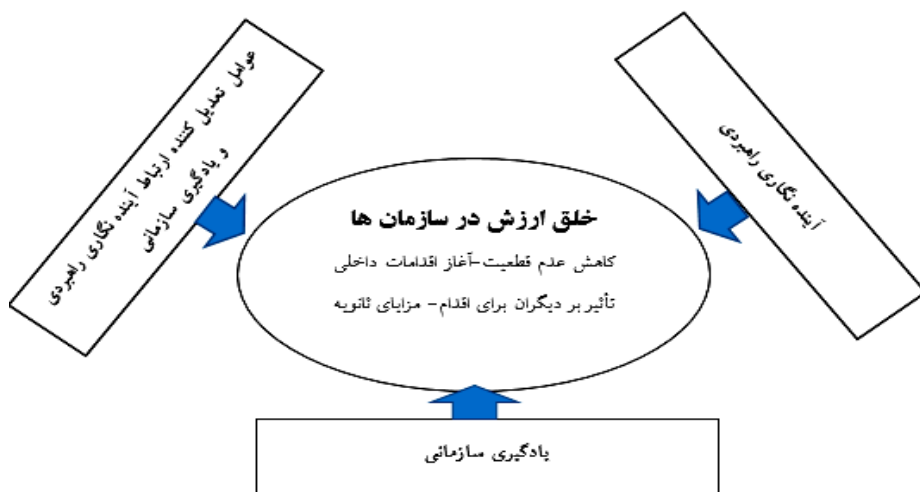 آینده نگاری راهبردی
عوامل تعدیل کننده ارتباط آینده نگاری راهبردی
و یادگیری سازمانی
خلق ارزش در سازمان ها
کاهش عدم قطعیت-آغاز اقدامات داخلی
تأثیر بر دیگران برای اقدام- مزایای ثانویه
یادگیری سازمانی